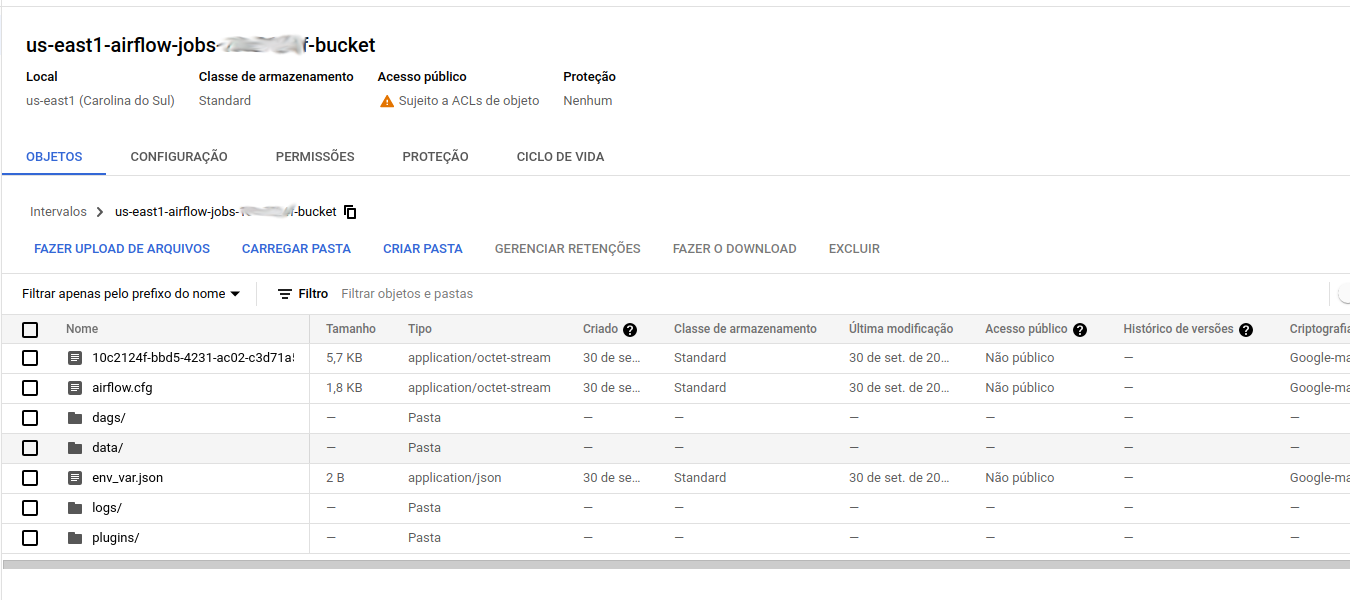 us-east1-airflow-jobs- f-bucket
Local Classe de armazenamento Acesso público Proteção
us-east1 (Carolina do Sul) Standard Sujeito a ACLs de objeto Nenhum
OBJETOS CONFIGURAÇÃO PERMISSÕES PROTEÇÃO CICLO DE VIDA
Intervalos us-east1-airflow-jobs- -bucket
FAZER UPLOAD DE ARQUIVOS CARREGAR PASTA CRIAR PASTA GERENCIAR RETENÇÕES FAZER O DOWNLOAD EXCLUIR
Filtrar apenas pelo prefixo do nome Filtro Filtrar objetos e pastas
Nome Tamanho Tipo Criado Classe de armazenamento Última modificação Acesso público Histórico de versões Criptografia
10c2124f-bbd5-4231-ac02-c3d71a 5,7 KB application/octet-stream 30 de se... Standard 30 de set. de 20... Não público — Google-ma
airflow.cfg 1,8 KB application/octet-stream 30 de se... Standard 30 de set. de 20... Não público — Google-ma
dags/ — Pasta — — — — — —
data/ — Pasta — — — — — —
env_var.json 2 B application/json 30 de se... Standard 30 de set. de 20... Não público — Google-ma
logs/ — Pasta — — — — — —
plugins/ — Pasta — — — — — —